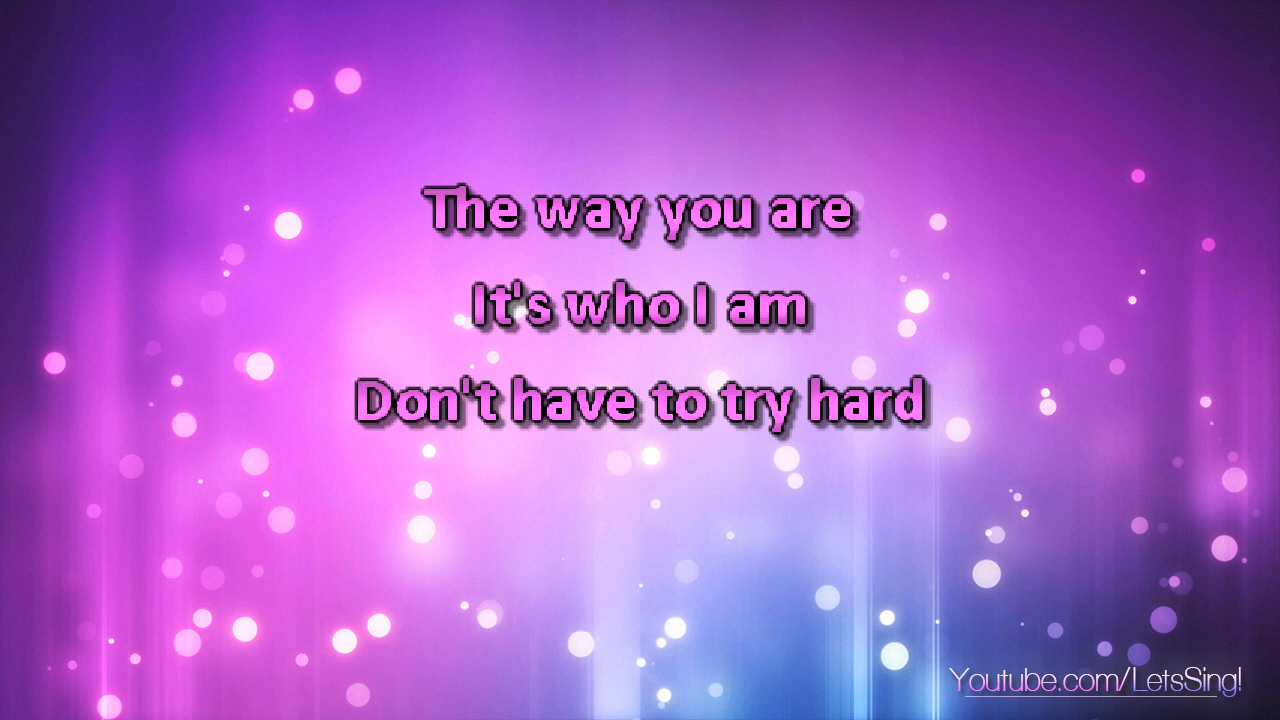 The way you are
It's who I am
Don't have to try hard
Youtube.com/LetsSing!